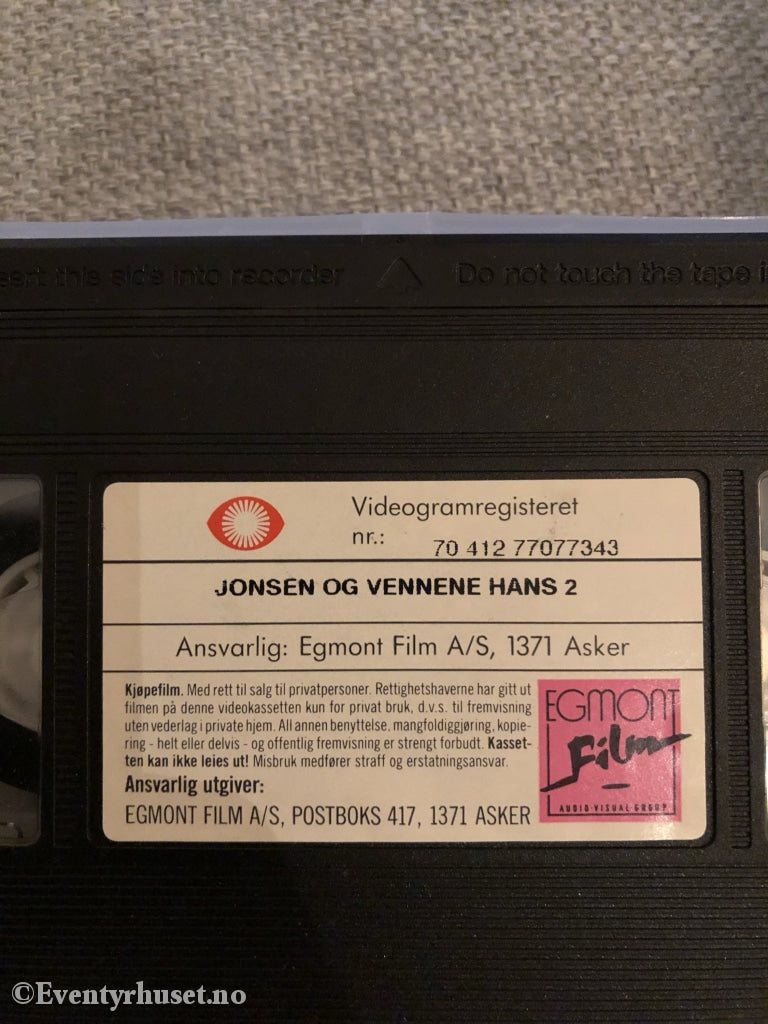 sert this side into recorder
Do not touch the tape i
Videogramregisteret
nr.: 70 412 77077343
JONSEN OG VENNENE HANS 2
Ansvarlig: Egmont Film A/S, 1371 Asker
Kjøpefilm. Med rett til salg til privatpersoner. Rettighetshaverne har gitt ut
filmen på denne videokassetten kun for privat bruk, d.v.s. til fremvisning
uten vederlag i private hjem. All annen benyttelse, mangfoldiggjøring, kopie-
ring - helt eller delvis - og offentlig fremvisning er strengt forbudt. Kasset-
ten kan ikke leies ut! Misbruk medfører straff og erstatningsansvar.
Ansvarlig utgiver:
EGMONT FILM A/S, POSTBOKS 417, 1371 ASKER
EGMONT
Film
AUDIO VISUAL GROUP
©Eventyrhuset.no